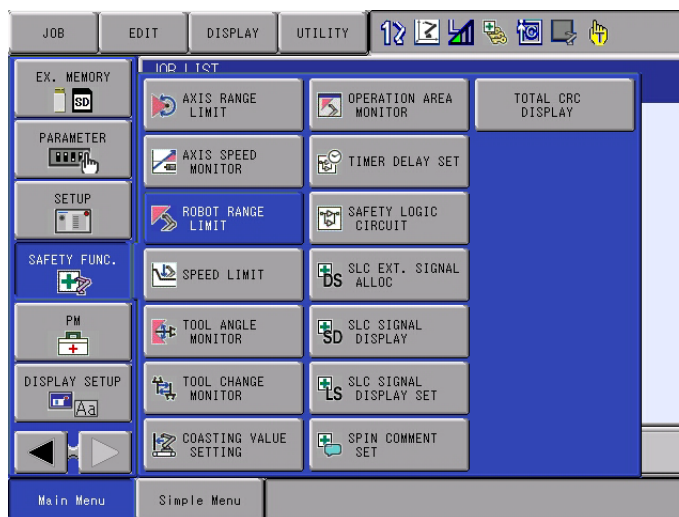 JOB
EDIT
DISPLAY
UTILITY
12
EX. MEMORY
SD
JOB LIST
PARAMETER
SETUP
SAFETY FUNC.
PM
DISPLAY SETUP
Aa
AXIS RANGE
LIMIT
AXIS SPEED
MONITOR
ROBOT RANGE
LIMIT
SPEED LIMIT
TOOL ANGLE
MONITOR
TOOL CHANGE
MONITOR
COASTING VALUE
SETTING
OPERATION AREA
MONITOR
TIMER DELAY SET
SAFETY LOGIC
CIRCUIT
DS
SLC EXT. SIGNAL
ALLOC
SD
SLC SIGNAL
DISPLAY
LS
SLC SIGNAL
DISPLAY SET
SPIN COMMENT
SET
TOTAL CRC
DISPLAY
Main Menu
Simple Menu